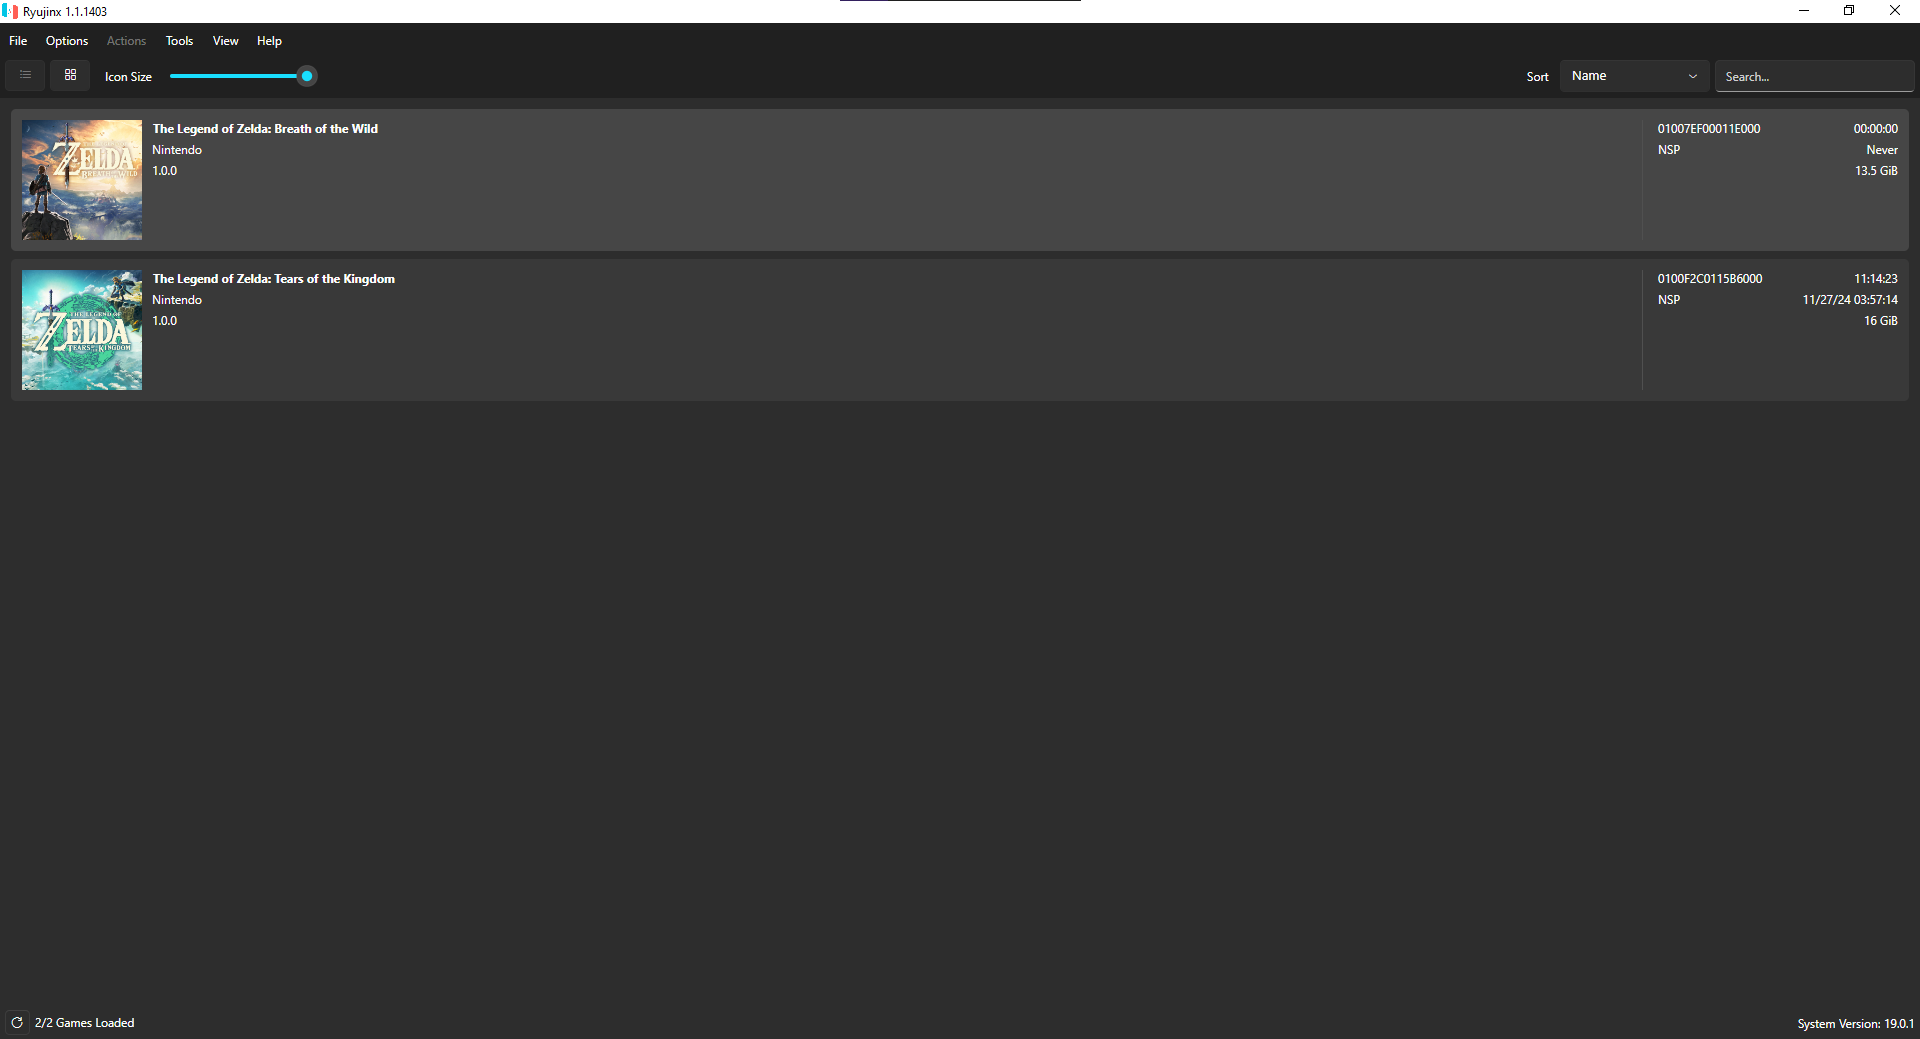 Ryujinx 1.1.1403
File Options Actions Tools View Help
Icon Size
Sort Name Search...
ZELDA
BREATH OF THE WILD
The Legend of Zelda: Breath of the Wild
Nintendo
1.0.0
01007EF00011E000 00:00:00
NSP Never
13.5 GiB
THE LEGEND OF
ZELDA
TEARS OF THE KINGDOM
The Legend of Zelda: Tears of the Kingdom
Nintendo
1.0.0
0100F2C0115B6000 11:14:23
NSP 11/27/24 03:57:14
16 GiB
2/2 Games Loaded
System Version: 19.0.1